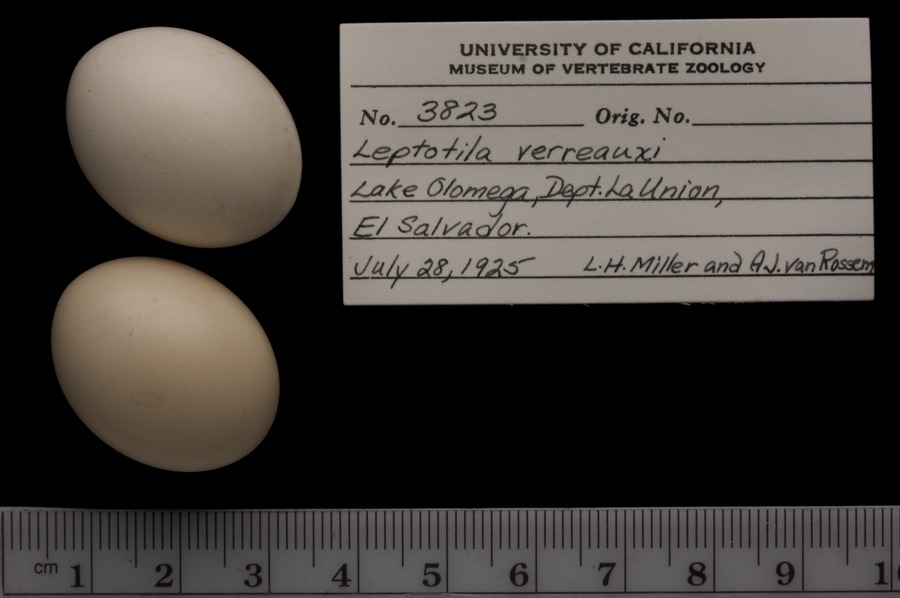 UNIVERSITY OF CALIFORNIA
MUSEUM OF VERTEBRATE ZOOLOGY
No. 3823 Orig. No.
Leptotila verreauxi
Lake Olomega, Dept. La Union,
El Salvador.
July 28, 1925 L.H. Miller and A.J. van Rossem
cm 1 2 3 4 5 6 7 8 9 1